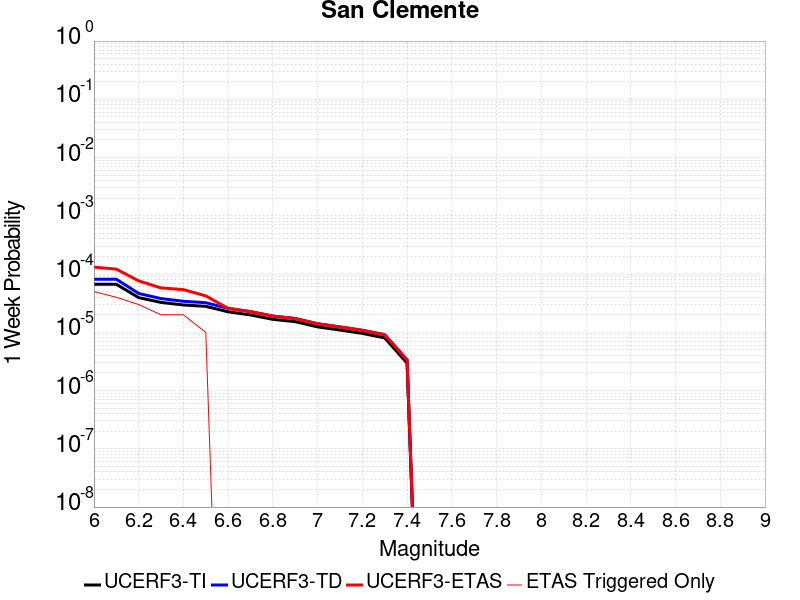 San Clemente
1 Week Probability
10^0
10^-1
10^-2
10^-3
10^-4
10^-5
10^-6
10^-7
10^-8
6 6.2 6.4 6.6 6.8 7 7.2 7.4 7.6 7.8 8 8.2 8.4 8.6 8.8 9
Magnitude
UCERF3-TI UCERF3-TD UCERF3-ETAS ETAS Triggered Only